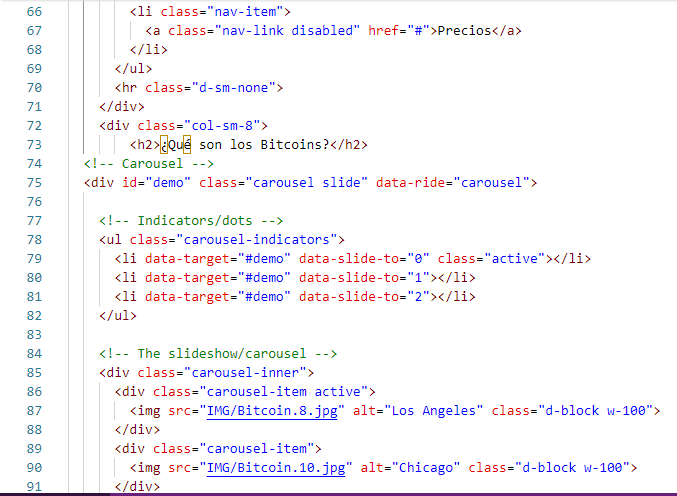 66 <li class="nav-item">
67 <a class="nav-link disabled" href="#">Precios</a>
68 </li>
69 </ul>
70 <hr class="d-sm-none">
71 </div>
72 <div class="col-sm-8">
73 <h2>¿Qué son los Bitcoins?</h2>
74 <!-- Carousel -->
75 <div id="demo" class="carousel slide" data-ride="carousel">
76
77 <!-- Indicators/dots -->
78 <ul class="carousel-indicators">
79 <li data-target="#demo" data-slide-to="0" class="active"></li>
80 <li data-target="#demo" data-slide-to="1"></li>
81 <li data-target="#demo" data-slide-to="2"></li>
82 </ul>
83
84 <!-- The slideshow/carousel -->
85 <div class="carousel-inner">
86 <div class="carousel-item active">
87 <img src="IMG/Bitcoin.8.jpg" alt="Los Angeles" class="d-block w-100">
88 </div>
89 <div class="carousel-item">
90 <img src="IMG/Bitcoin.10.jpg" alt="Chicago" class="d-block w-100">
91 </div>